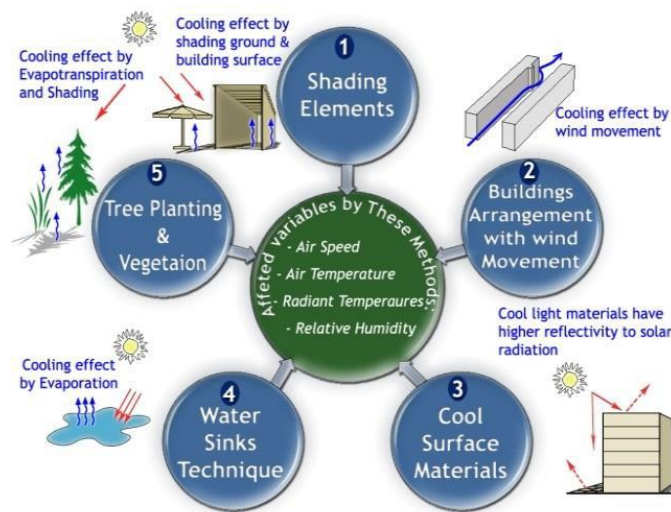 Cooling effect by
Evapotranspiration
and Shading
Cooling effect by
shading ground &
building surface
1
Shading
Elements
Cooling effect by
wind movement
2
Buildings
Arrangement
with wind
Movement
Cool light materials have
higher reflectivity to solar
radiation
3
Cool
Surface
Materials
4
Water
Sinks
Technique
Cooling effect
by Evaporation
5
Tree Planting
&
Vegetaion
Affeted variables by These Methods:
- Air Speed
- Air Temperature
- Radiant Temperaures
- Relative Humidity